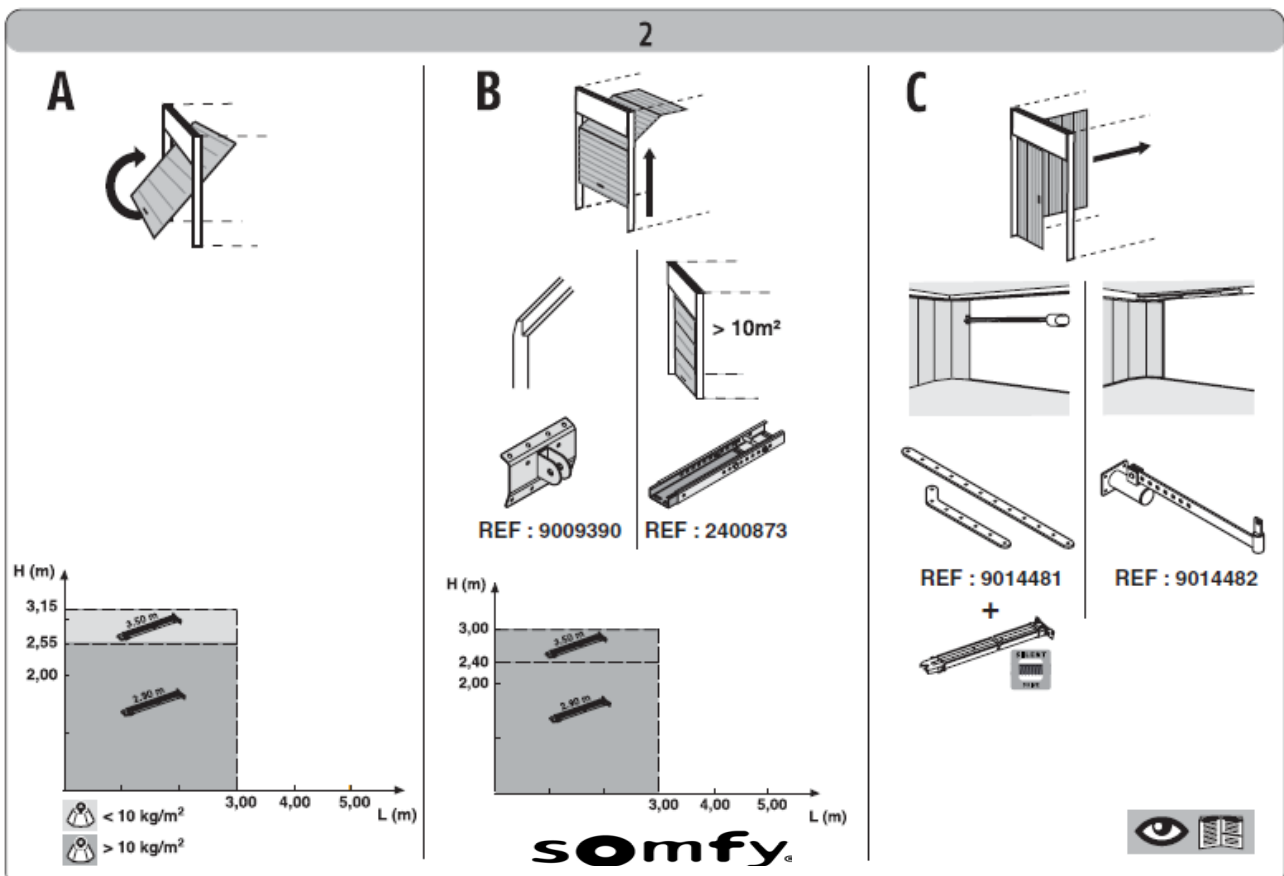 2
A
H (m)
3,15
3.50 m
2,55
2,00
2.90 m
3,00
4,00
5,00
L (m)
< 10 kg/m²
> 10 kg/m²
B
> 10m²
REF : 9009390
REF : 2400873
H (m)
3,00
3.50 m
2,40
2,00
2.90 m
3,00
4,00
5,00
L (m)
somfy®
C
REF : 9014481
+
SILENT
REF : 9014482